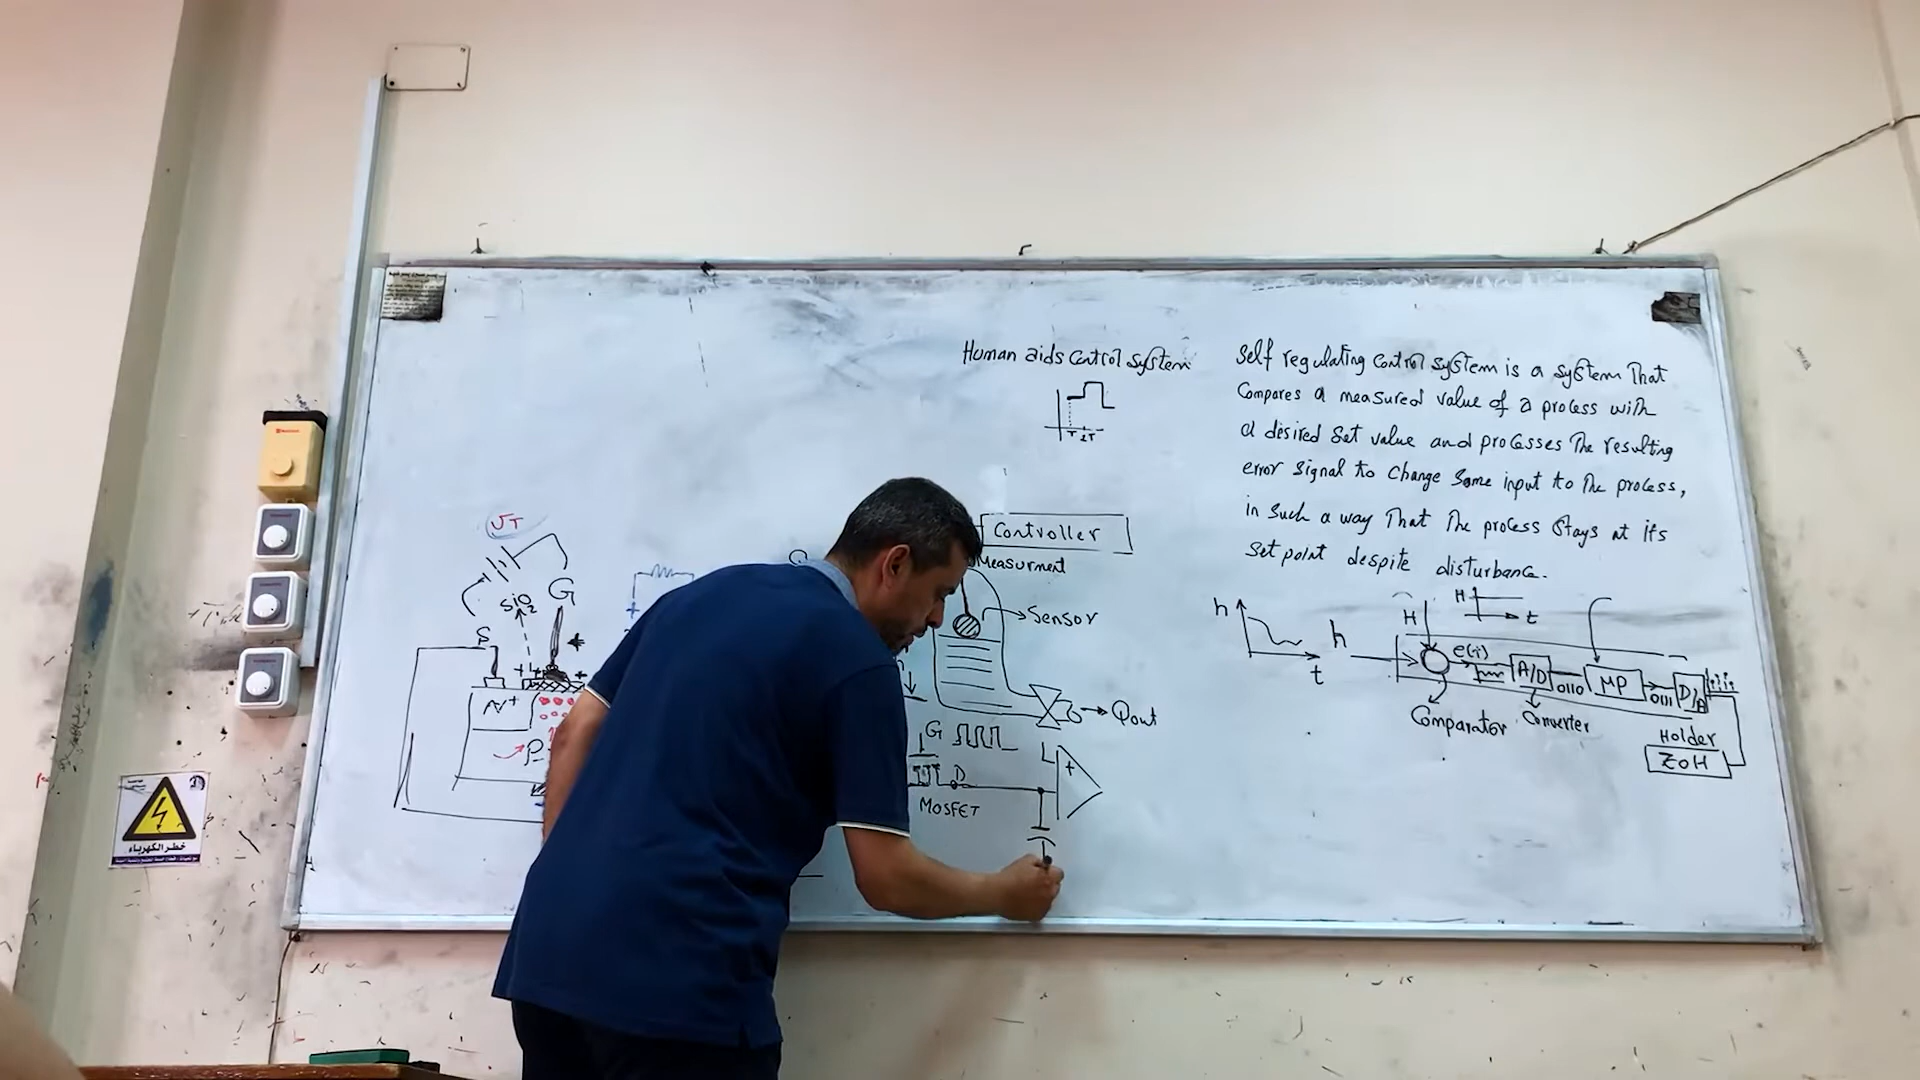 Human aids Control System
T 2T
Self regulating Control System is a system That
Compares a measured value of a process with
a desired set value and processes The resulting
error signal to change some input to The process,
in such a way That The process stays at its
set point despite disturbance.
Controller
Measurment
Sensor
Qout
G
D
MOSFET
+
VT
G
SiO2
S
N+
P
h
t
h
H
H
t
e(t)
A/D
0110
MP
0111
D/A
Comparator
Converter
Holder
ZOH
خطر الكهرباء